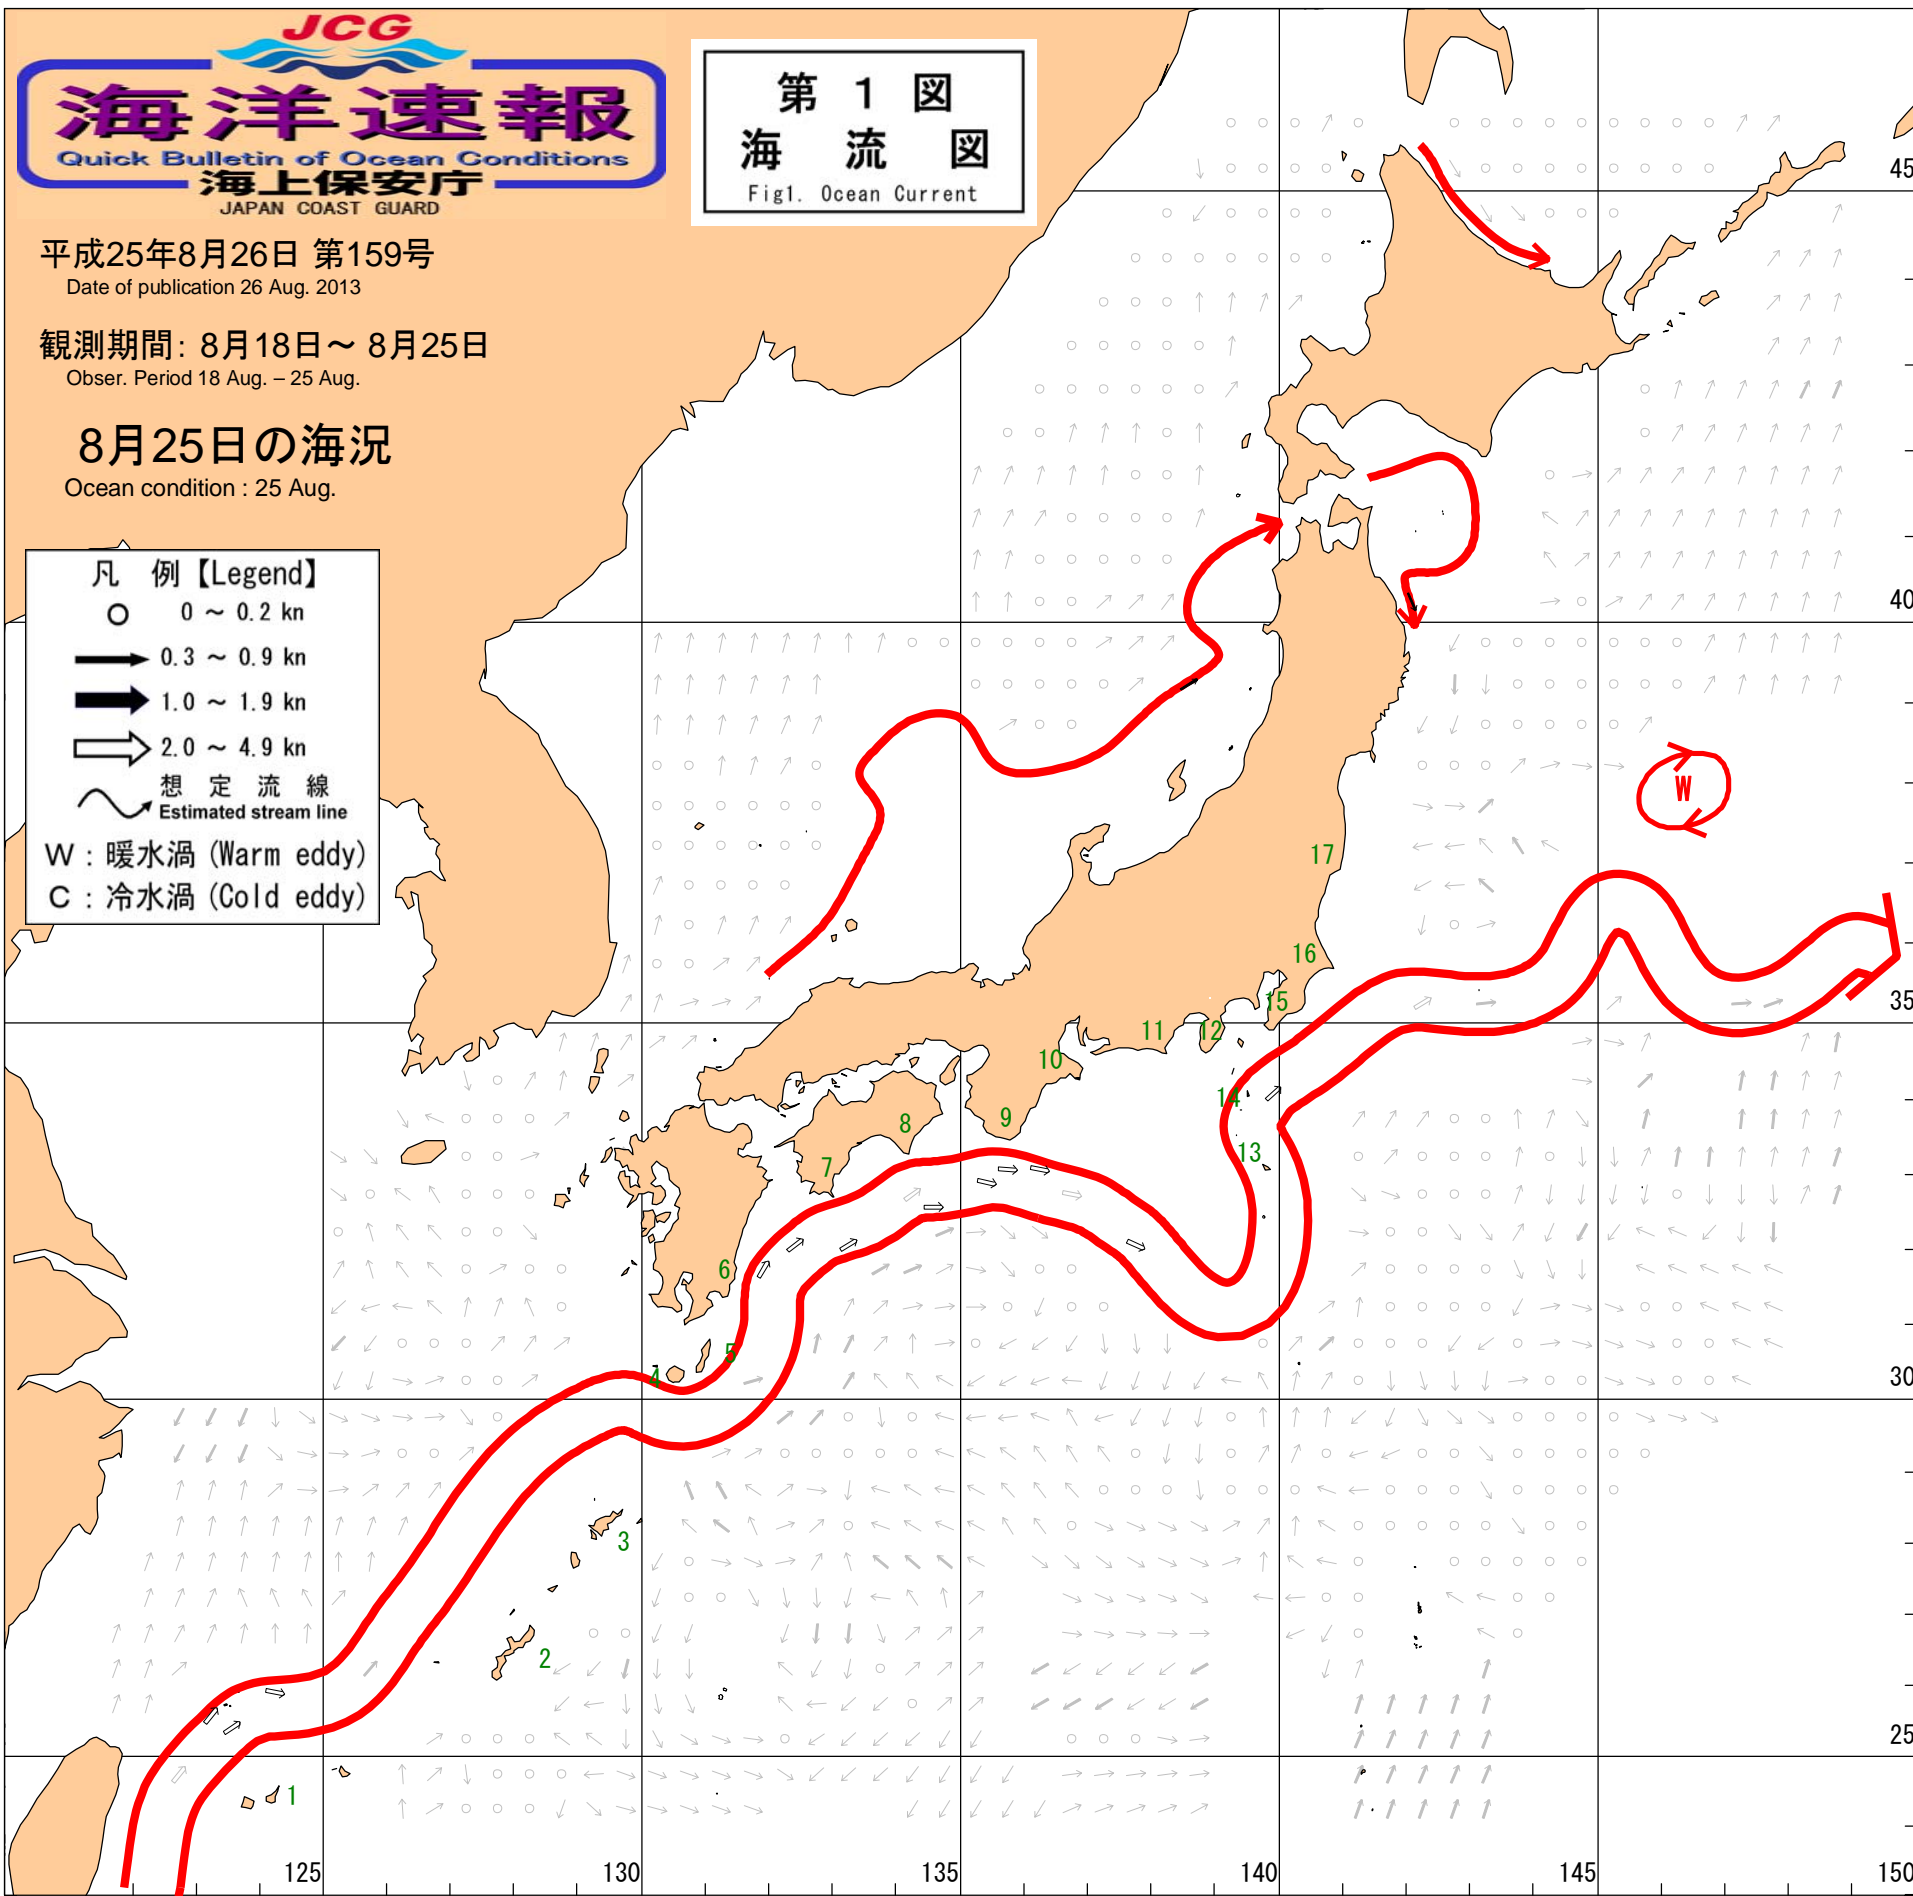 JCG
海洋速報
Quick Bulletin of Ocean Conditions
海上保安庁
JAPAN COAST GUARD
第 1 図
海 流 図
Fig1. Ocean Current
平成25年8月26日 第159号
Date of publication 26 Aug. 2013
観測期間: 8月18日～ 8月25日
Obser. Period 18 Aug. – 25 Aug.
8月25日の海況
Ocean condition : 25 Aug.
凡 例【Legend】
0 ～ 0.2 kn
0.3 ～ 0.9 kn
1.0 ～ 1.9 kn
2.0 ～ 4.9 kn
想 定 流 線
Estimated stream line
W : 暖水渦 (Warm eddy)
C : 冷水渦 (Cold eddy)
45
40
W
17
16
35
15
12
11
10
14
9
8
13
7
6
5
4
30
3
2
25
1
125
130
135
140
145
150